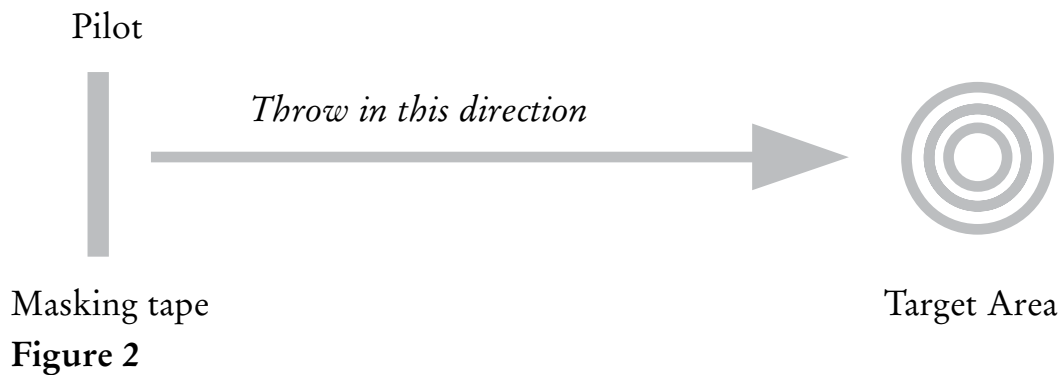 Pilot
Throw in this direction
Masking tape
Target Area
Figure 2